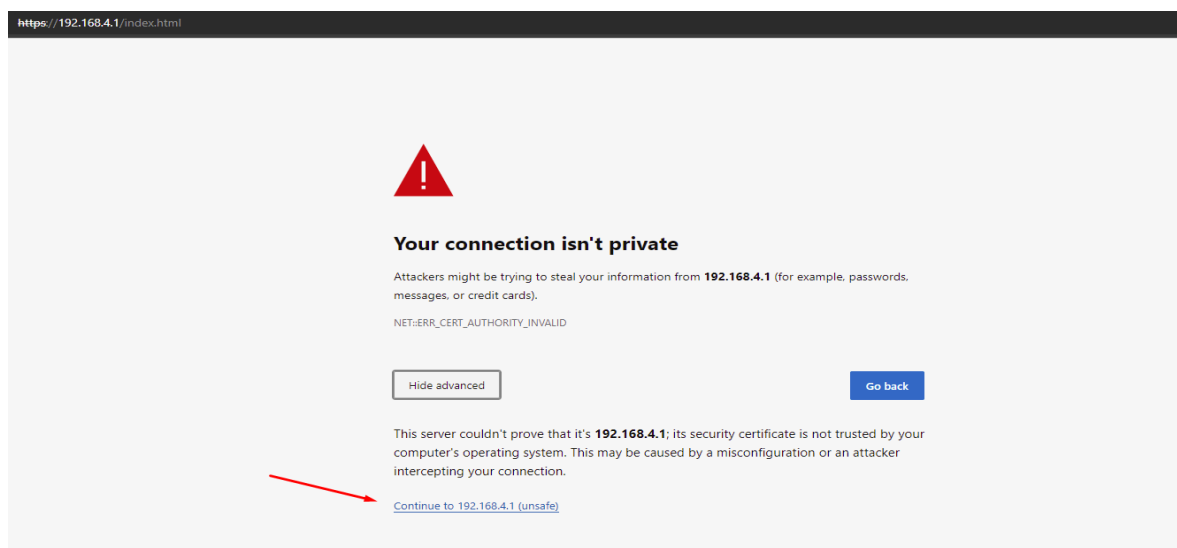 https://192.168.4.1/index.html
!
Your connection isn't private
Attackers might be trying to steal your information from 192.168.4.1 (for example, passwords,
messages, or credit cards).
NET::ERR_CERT_AUTHORITY_INVALID
Hide advanced
Go back
This server couldn't prove that it's 192.168.4.1; its security certificate is not trusted by your
computer's operating system. This may be caused by a misconfiguration or an attacker
intercepting your connection.
Continue to 192.168.4.1 (unsafe)